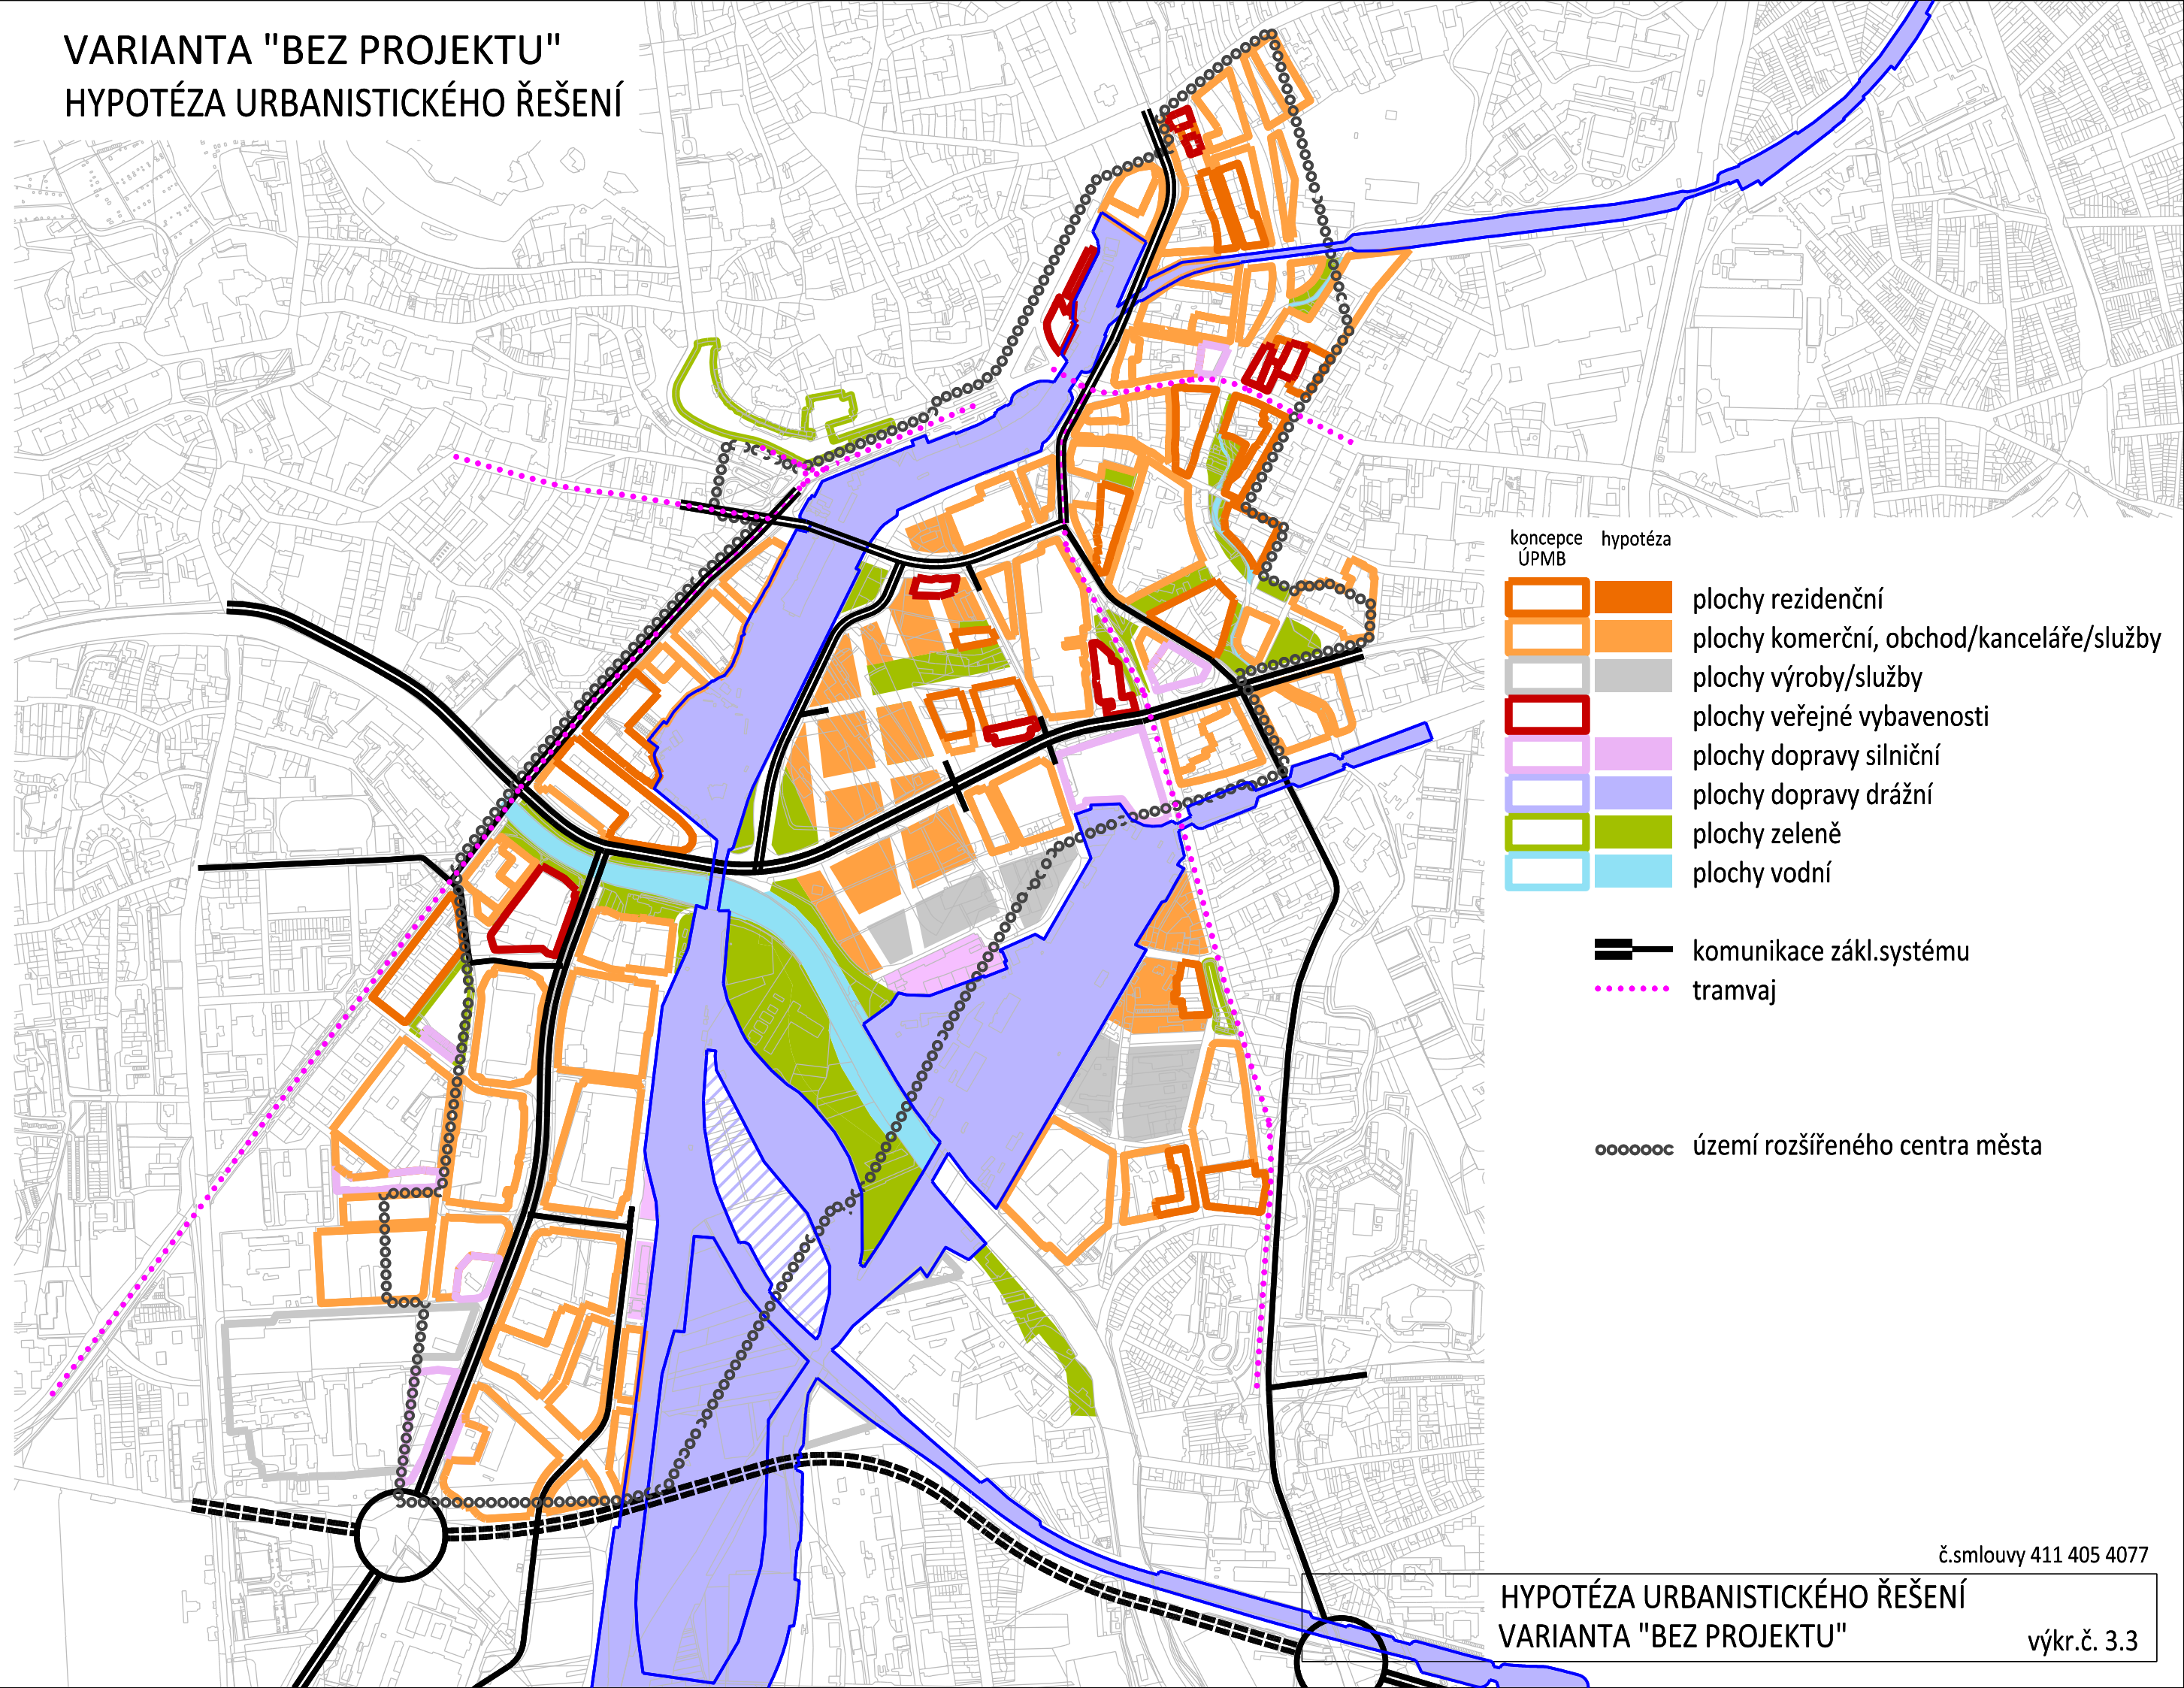 VARIANTA "BEZ PROJEKTU"
HYPOTÉZA URBANISTICKÉHO ŘEŠENÍ
koncepce
ÚPMB
hypotéza
plochy rezidenční
plochy komerční, obchod/kanceláře/služby
plochy výroby/služby
plochy veřejné vybavenosti
plochy dopravy silniční
plochy dopravy drážní
plochy zeleně
plochy vodní
komunikace zákl.systému
tramvaj
území rozšířeného centra města
č.smlouvy 411 405 4077
HYPOTÉZA URBANISTICKÉHO ŘEŠENÍ
VARIANTA "BEZ PROJEKTU"
výkr.č. 3.3